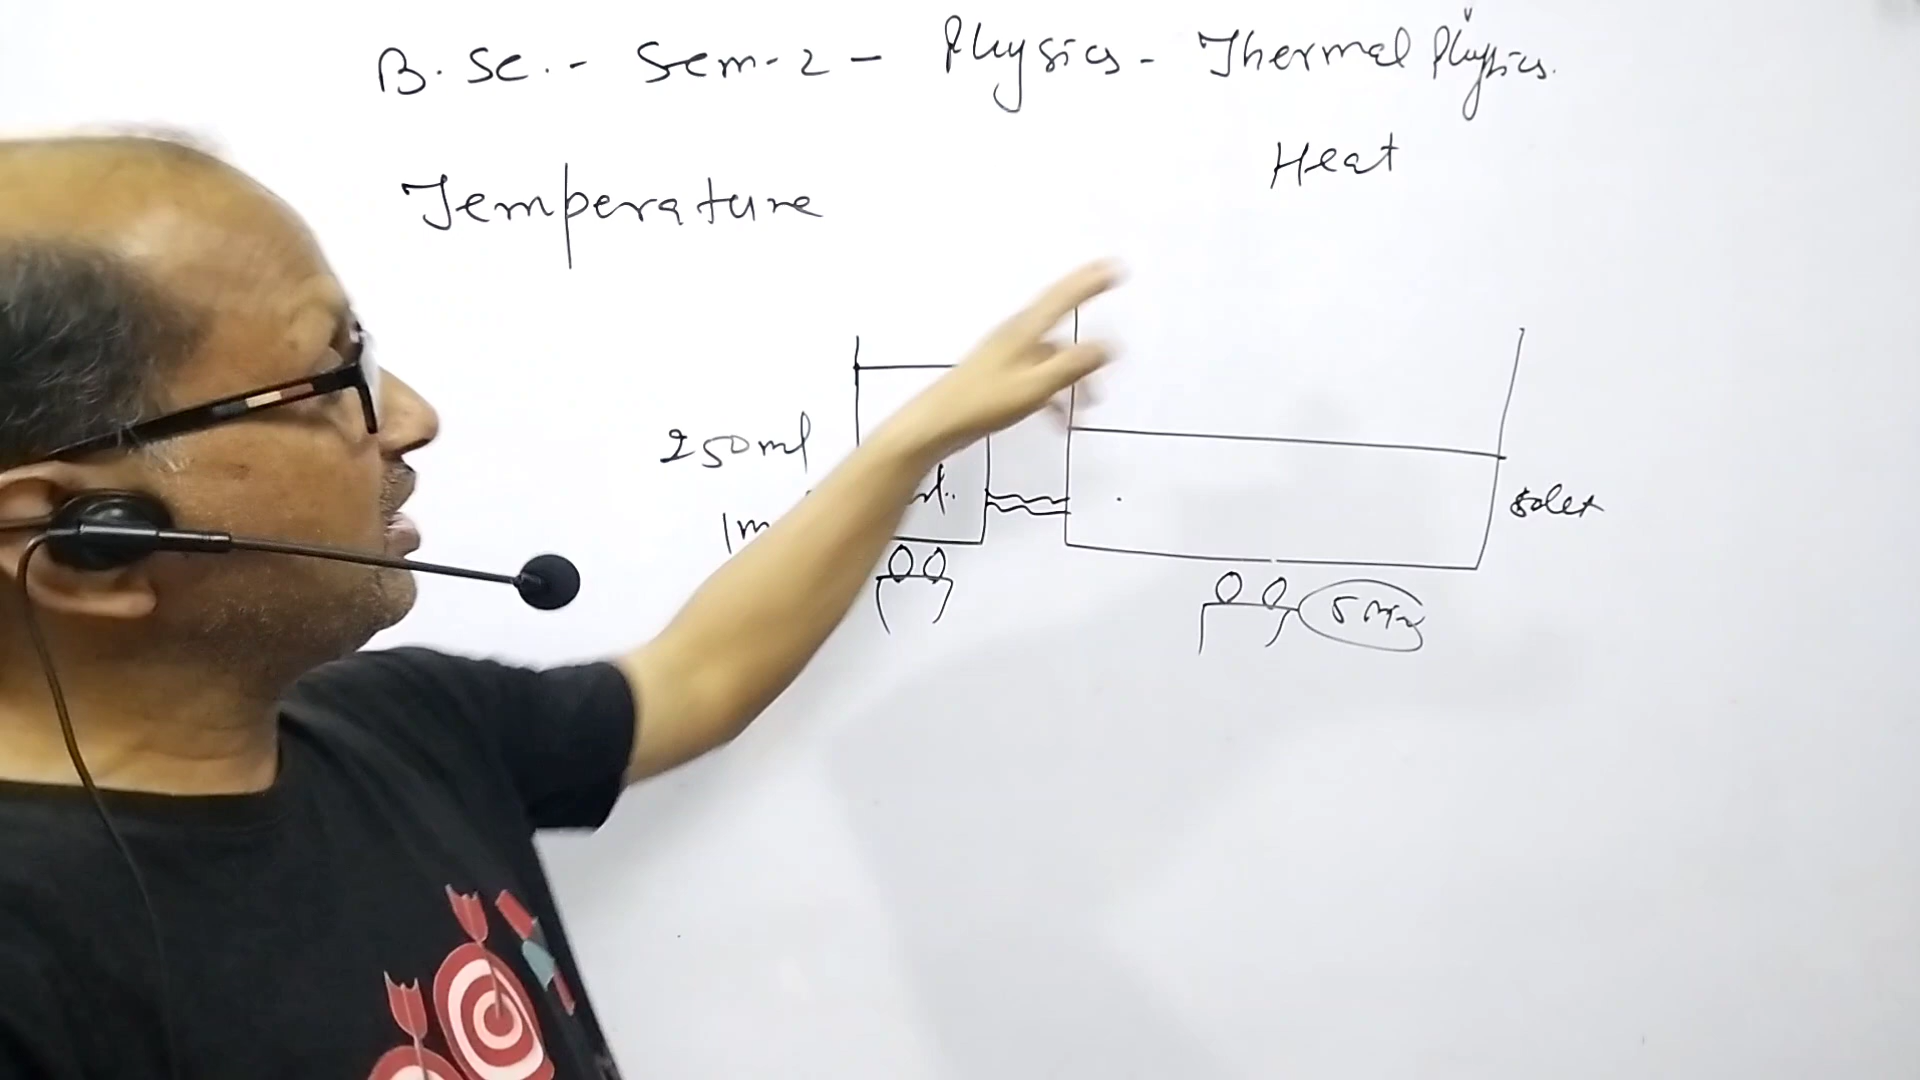 B.Sc. - Sem-2 - Physics - Thermal Physics.
Heat
Temperature
250ml
5 Min